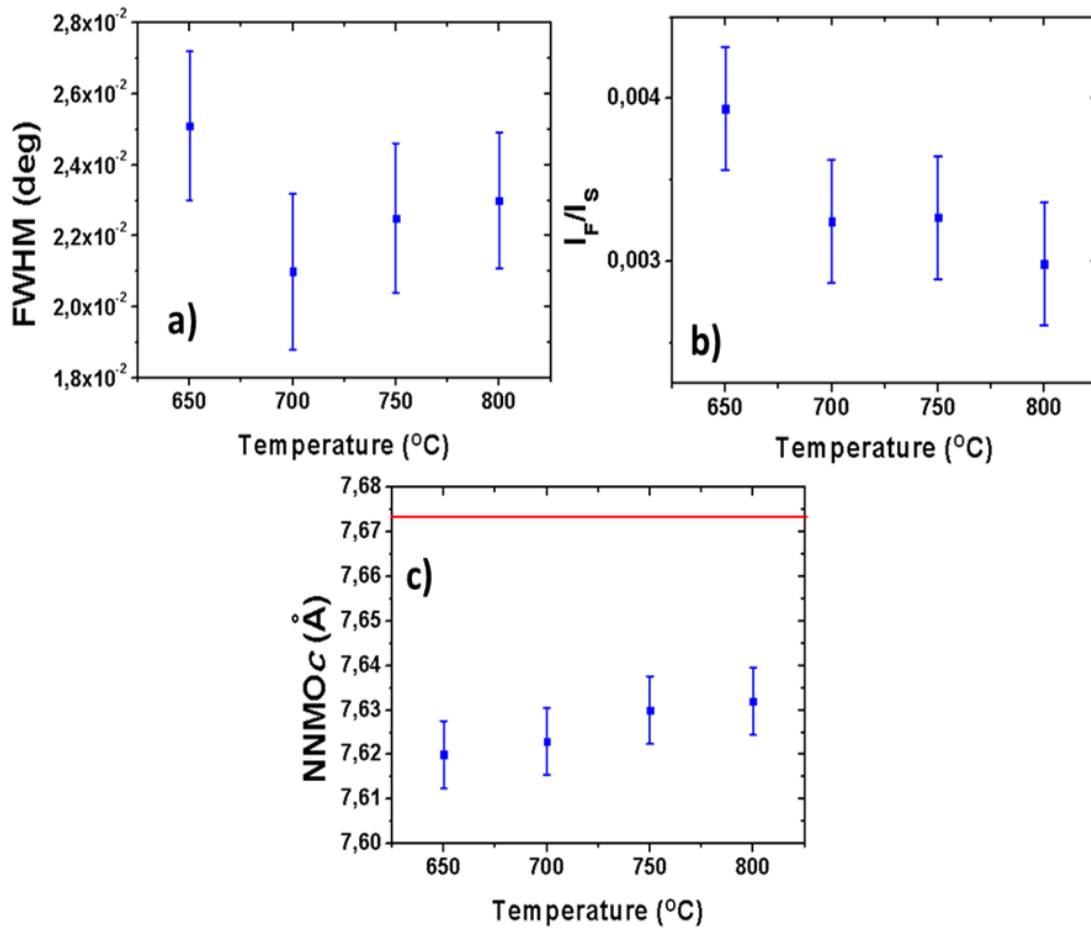 FWHM (deg)
2,8x10⁻²
2,6x10⁻²
2,4x10⁻²
2,2x10⁻²
2,0x10⁻²
1,8x10⁻²
a)
650 700 750 800
Temperature (°C)
I_F/I_S
0,004
0,003
b)
650 700 750 800
Temperature (°C)
NNMOc (Å)
7,68
7,67
7,66
7,65
7,64
7,63
7,62
7,61
7,60
c)
650 700 750 800
Temperature (°C)